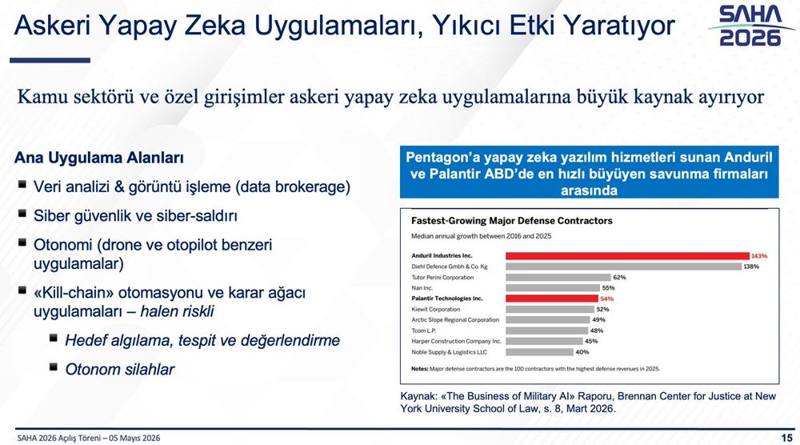 Askeri Yapay Zeka Uygulamaları, Yıkıcı Etki Yaratıyor
SAHA
2026
Kamu sektörü ve özel girişimler askeri yapay zeka uygulamalarına büyük kaynak ayırıyor
Ana Uygulama Alanları
Veri analizi & görüntü işleme (data brokerage)
Siber güvenlik ve siber-saldırı
Otonomi (drone ve otopilot benzeri
uygulamalar)
«Kill-chain» otomasyonu ve karar ağacı
uygulamaları – halen riskli
Hedef algılama, tespit ve değerlendirme
Otonom silahlar
Pentagon’a yapay zeka yazılım hizmetleri sunan Anduril
ve Palantir ABD’de en hızlı büyüyen savunma firmaları
arasında
Fastest-Growing Major Defense Contractors
Median annual growth between 2016 and 2025
Anduril Industries Inc. 143%
Diehl Defence Gmbh & Co. Kg 138%
Tutor Perini Corporation 62%
Nan Inc. 55%
Palantir Technologies Inc. 54%
Kiewit Corporation 52%
Arctic Slope Regional Corporation 49%
Tcom L.P. 48%
Harper Construction Company Inc. 45%
Noble Supply & Logistics LLC 40%
Notes: Major defense contractors are the 100 contractors with the highest defense revenues in 2025.
Kaynak: «The Business of Military AI» Raporu, Brennan Center for Justice at New
York University School of Law, s. 8, Mart 2026.
SAHA 2026 Açılış Töreni – 05 Mayıs 2026
15